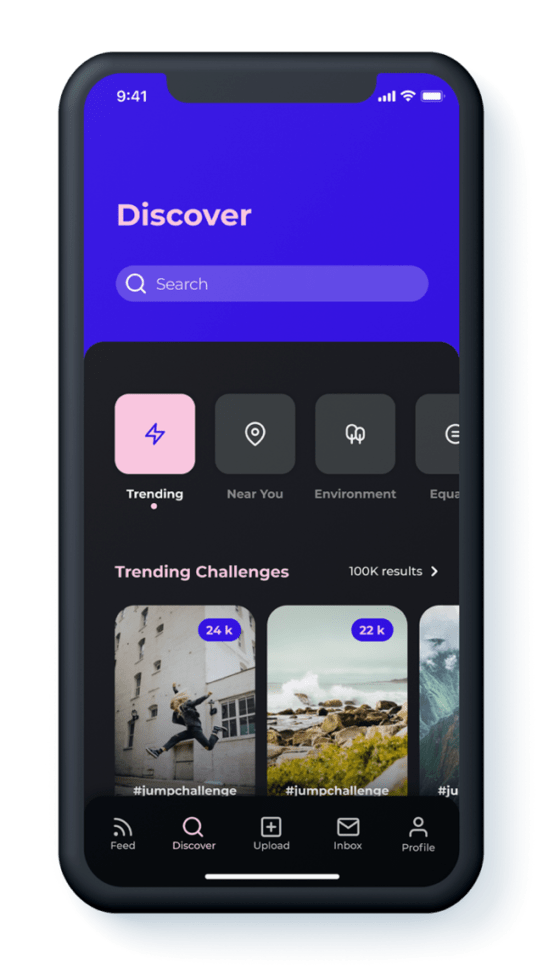 9:41
Discover
Search
Trending
Near You
Environment
Equa
Trending Challenges
100K results
24 k
22 k
#jumpchallenge
#jumpchallenge
#ju
Feed
Discover
Upload
Inbox
Profile